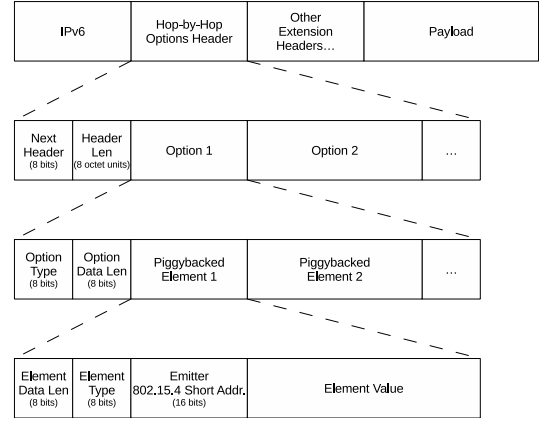 IPv6
Hop-by-Hop
Options Header
Other
Extension
Headers...
Payload
Next
Header
(8 bits)
Header
Len
(8 octet units)
Option 1
Option 2
...
Option
Type
(8 bits)
Option
Data Len
(8 bits)
Piggybacked
Element 1
Piggybacked
Element 2
...
Element
Data Len
(8 bits)
Element
Type
(8 bits)
Emitter
802.15.4 Short Addr.
(16 bits)
Element Value